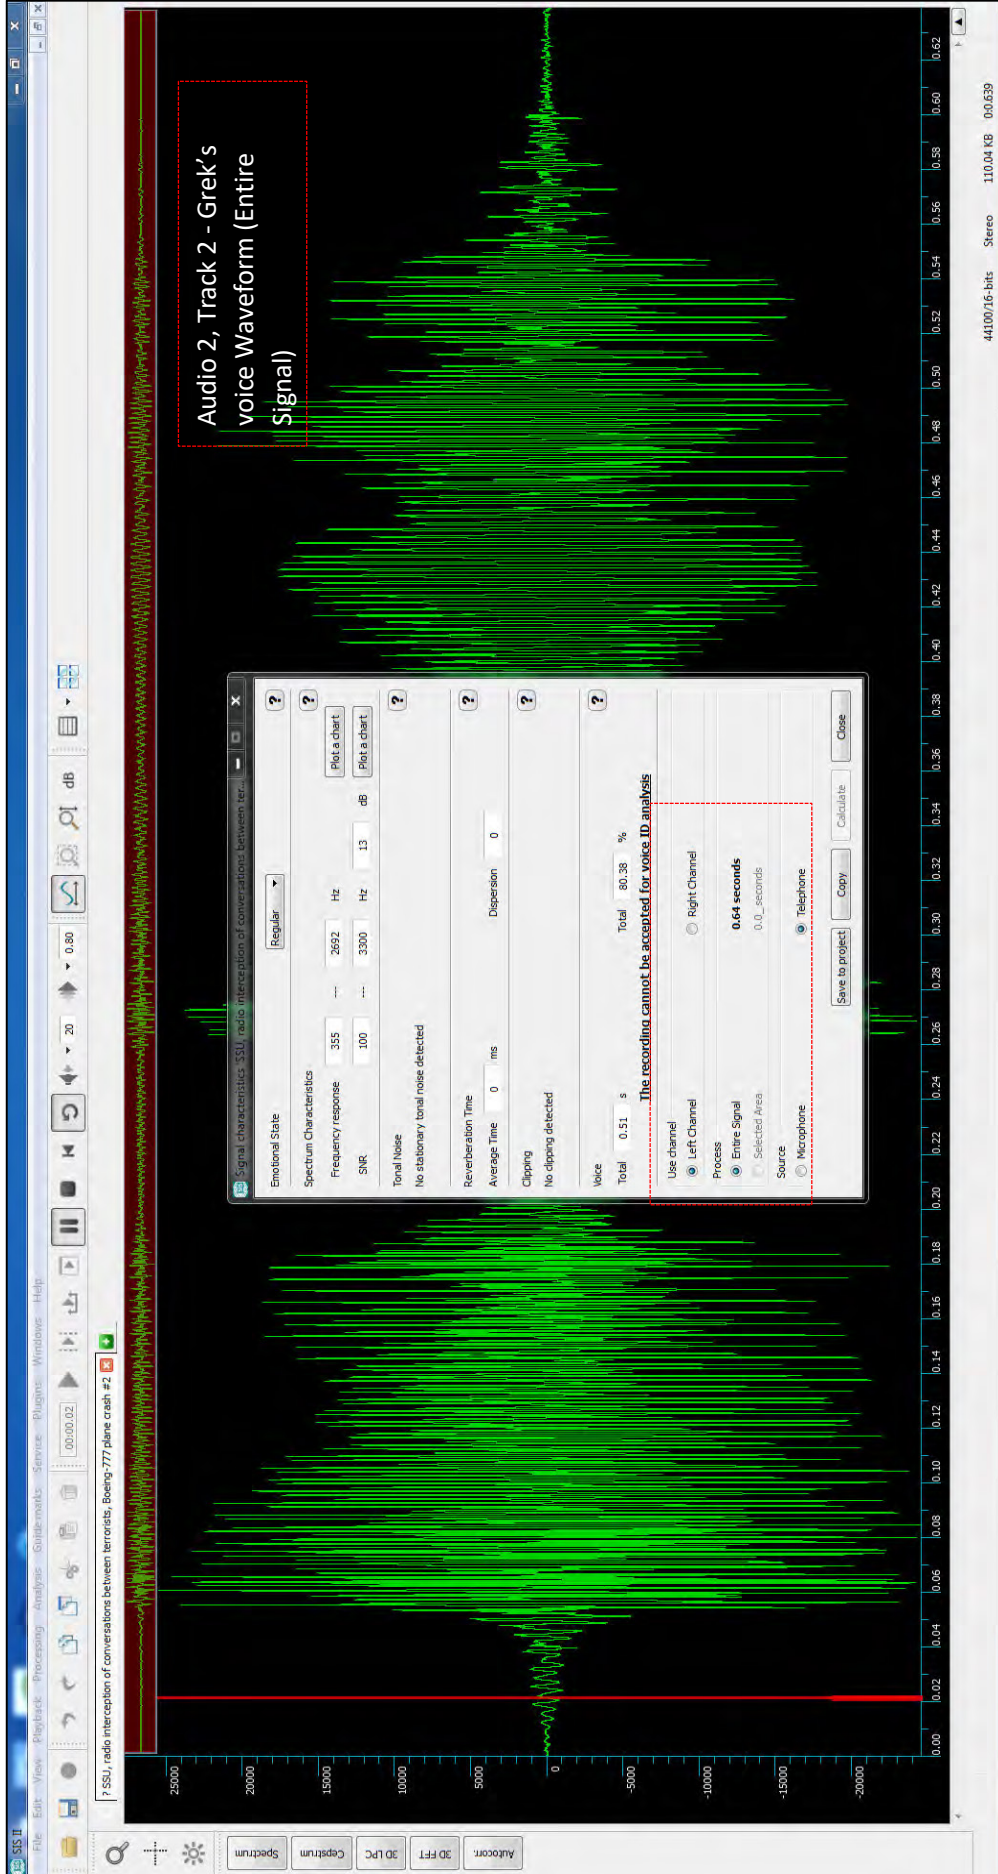 SIS II
File Edit View Playback Processing Analysis Guide marks Service Plugins Windows Help
00:00.02
20
0.80
dB
? SSU, radio interception of conversations between terrorists, Boeing-777 plane crash #2
Spectrum
Cepstrum
3D LPC
3D FFT
Autocorr.
25000
20000
15000
10000
5000
0
-5000
-10000
-15000
-20000
Audio 2, Track 2 - Grek's
voice Waveform (Entire
Signal)
Signal characteristics SSU, radio interception of conversations between ter...
Emotional State
Regular
?
Spectrum Characteristics
?
Frequency response 355 --- 2692 Hz Plot a chart
SNR 100 --- 3300 Hz 13 dB Plot a chart
Tonal Noise
?
No stationary tonal noise detected
Reverberation Time
?
Average Time 0 ms Dispersion 0
Clipping
?
No clipping detected
Voice
?
Total 0.51 s Total 80.38 %
The recording cannot be accepted for voice ID analysis
Use channel
Left Channel Right Channel
Process
Entire Signal 0.64 seconds
Selected Area 0.0_ seconds
Source
Microphone Telephone
Save to project Copy Calculate Close
0.00 0.02 0.04 0.06 0.08 0.10 0.12 0.14 0.16 0.18 0.20 0.22 0.24 0.26 0.28 0.30 0.32 0.34 0.36 0.38 0.40 0.42 0.44 0.46 0.48 0.50 0.52 0.54 0.56 0.58 0.60 0.62
44100/16-bits Stereo 110.04 KB 0:0.639